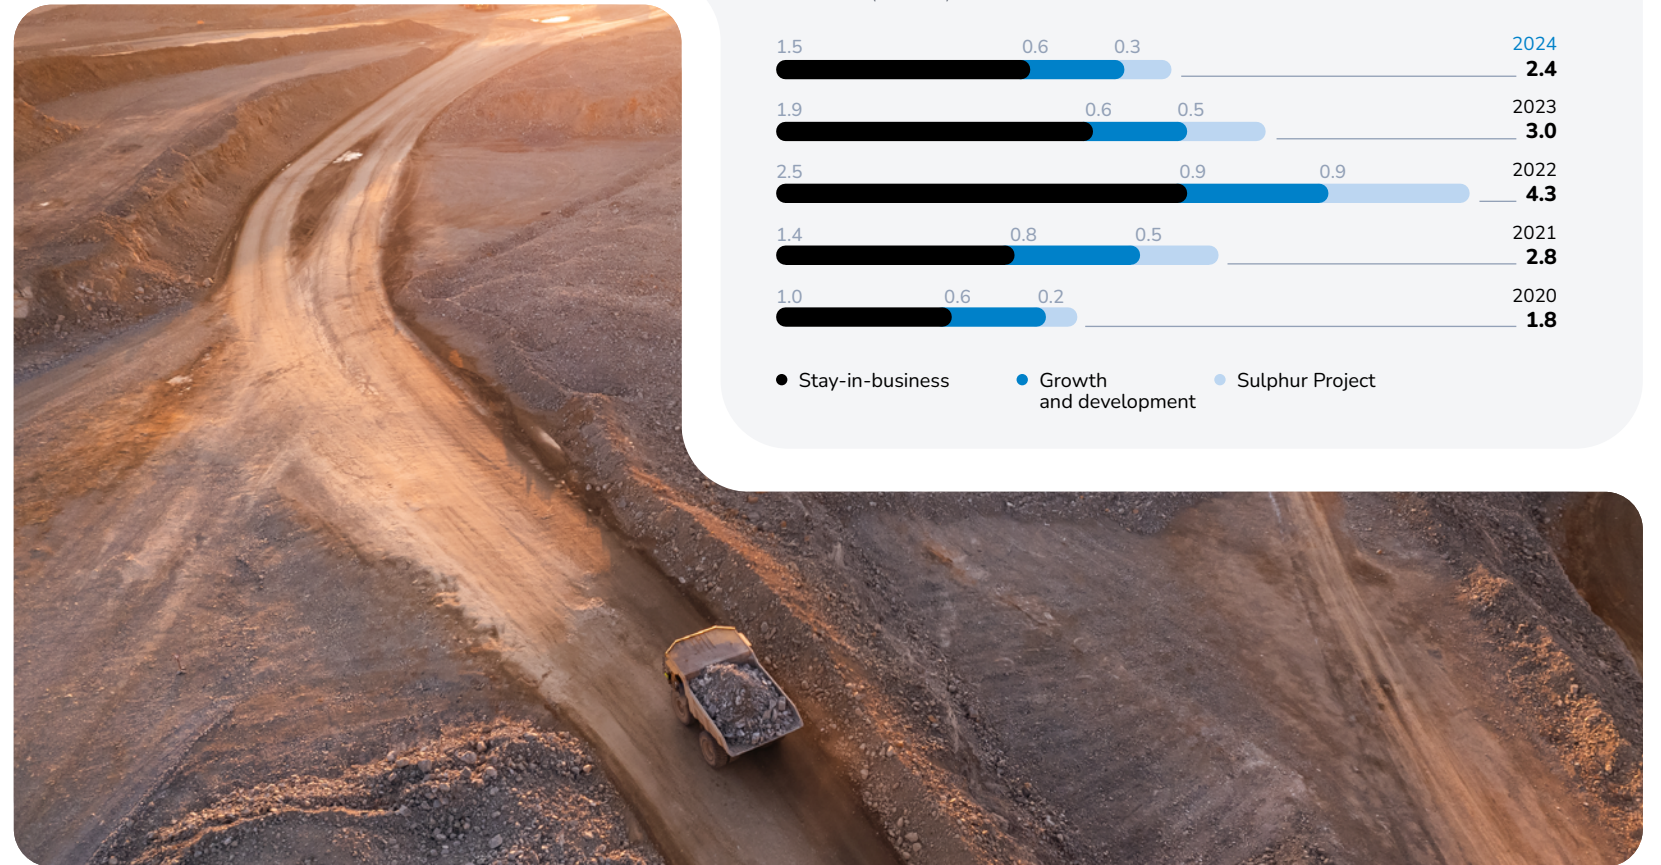 1.5 0.6 0.3 2024
2.4
1.9 0.6 0.5 2023
3.0
2.5 0.9 0.9 2022
4.3
1.4 0.8 0.5 2021
2.8
1.0 0.6 0.2 2020
1.8
Stay-in-business Growth Sulphur Project
and development